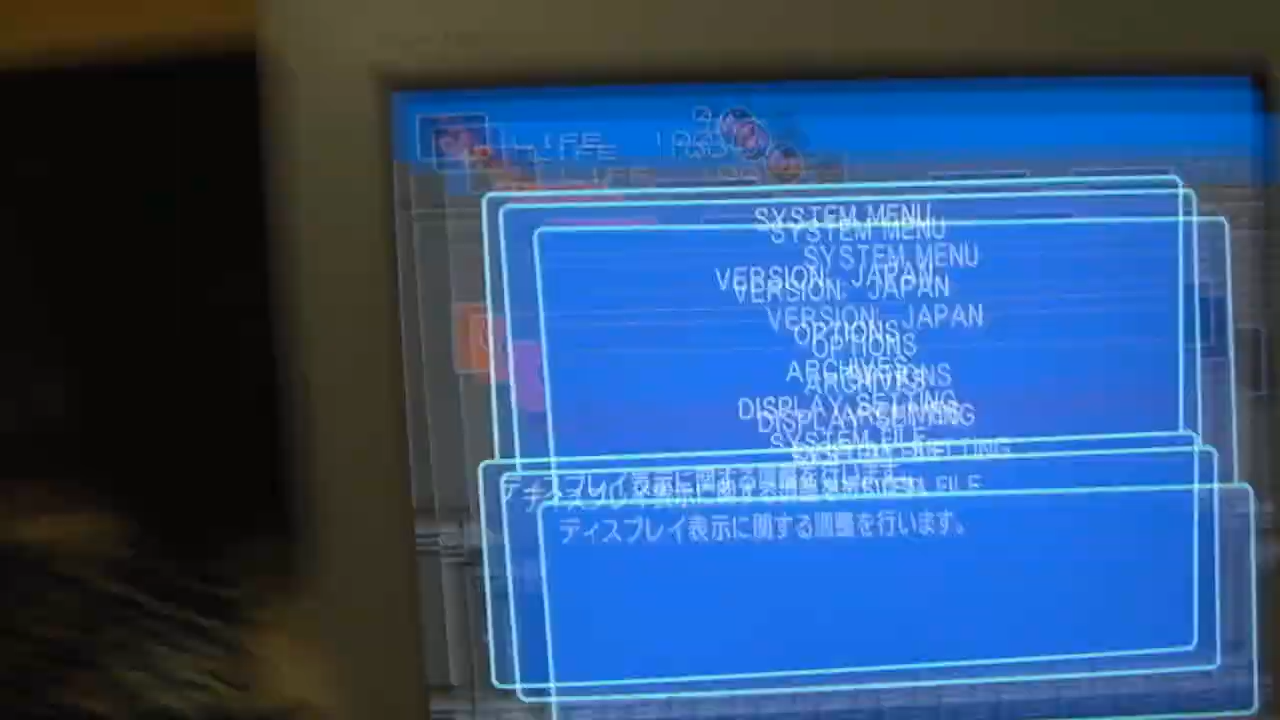 LIFE
SYSTEM MENU
VERSION: JAPAN
OPTIONS
ARCHIVES
DISPLAY SETTING
SYSTEM FILE
ディスプレイ表示に関する調整を行います。